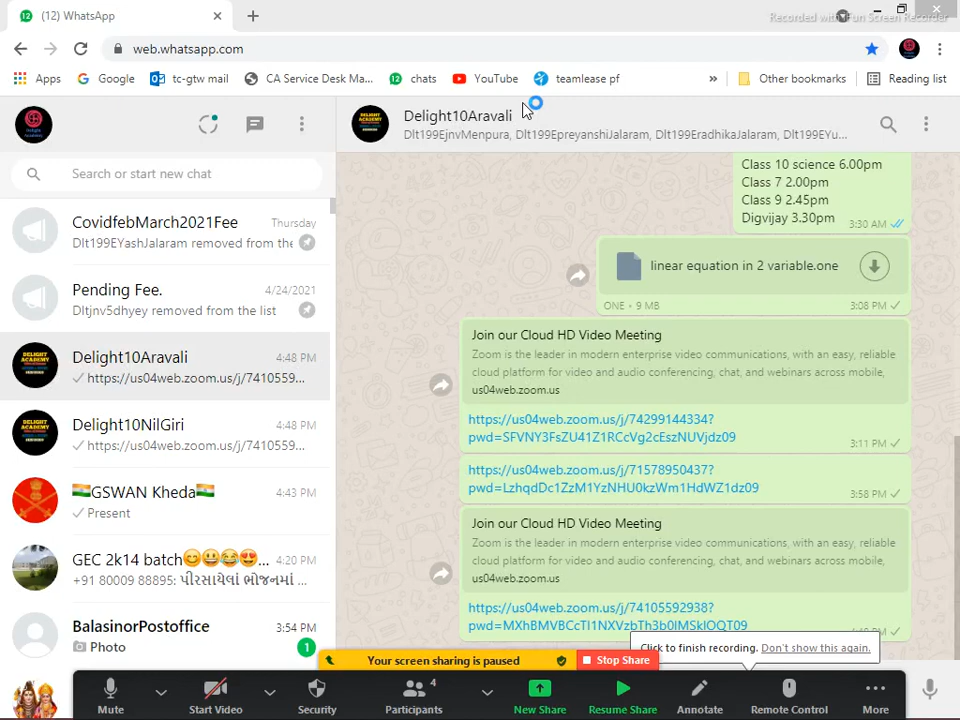 (12) WhatsApp
Recorded with iFun Screen Recorder
web.whatsapp.com
Apps
Google
tc-gtw mail
CA Service Desk Ma...
chats
YouTube
teamlease pf
»
Other bookmarks
Reading list
Delight10Aravali
Dlt199EjnvMenpura, Dlt199EpreyanshiJalaram, Dlt199EradhikaJalaram, Dlt199EYu...
Search or start new chat
CovidfebMarch2021Fee
Thursday
Dlt199EYashJalaram removed from the
Pending Fee.
4/24/2021
Dltjnv5dhyey removed from the list
Delight10Aravali
4:48 PM
https://us04web.zoom.us/j/7410559...
Delight10NilGiri
4:48 PM
https://us04web.zoom.us/j/7410559...
🇮🇳GSWAN Kheda🇮🇳
4:43 PM
Present
GEC 2k14 batch😊😃😂😍...
4:20 PM
+91 80009 88895: પીરસાયેલાં ભોજનમાં ...
BalasinorPostoffice
3:54 PM
Photo
1
Class 10 science 6.00pm
Class 7 2.00pm
Class 9 2.45pm
Digvijay 3.30pm
3:30 AM
linear equation in 2 variable.one
ONE • 9 MB
3:08 PM
Join our Cloud HD Video Meeting
Zoom is the leader in modern enterprise video communications, with an easy, reliable
cloud platform for video and audio conferencing, chat, and webinars across mobile,
us04web.zoom.us
https://us04web.zoom.us/j/74299144334?
pwd=SFVNY3FsZU41Z1RCcVg2cEszNUVjdz09
3:11 PM
https://us04web.zoom.us/j/71578950437?
pwd=LzhqdDc1ZzM1YzNHU0kzWm1HdWZ1dz09
3:58 PM
Join our Cloud HD Video Meeting
Zoom is the leader in modern enterprise video communications, with an easy, reliable
cloud platform for video and audio conferencing, chat, and webinars across mobile,
us04web.zoom.us
https://us04web.zoom.us/j/74105592938?
pwd=MXhBMVBCcTl1NXVzbTh3b0lMSklOQT09
Click to finish recording. Don't show this again.
Your screen sharing is paused
Stop Share
4
Mute
Start Video
Security
Participants
New Share
Resume Share
Annotate
Remote Control
More